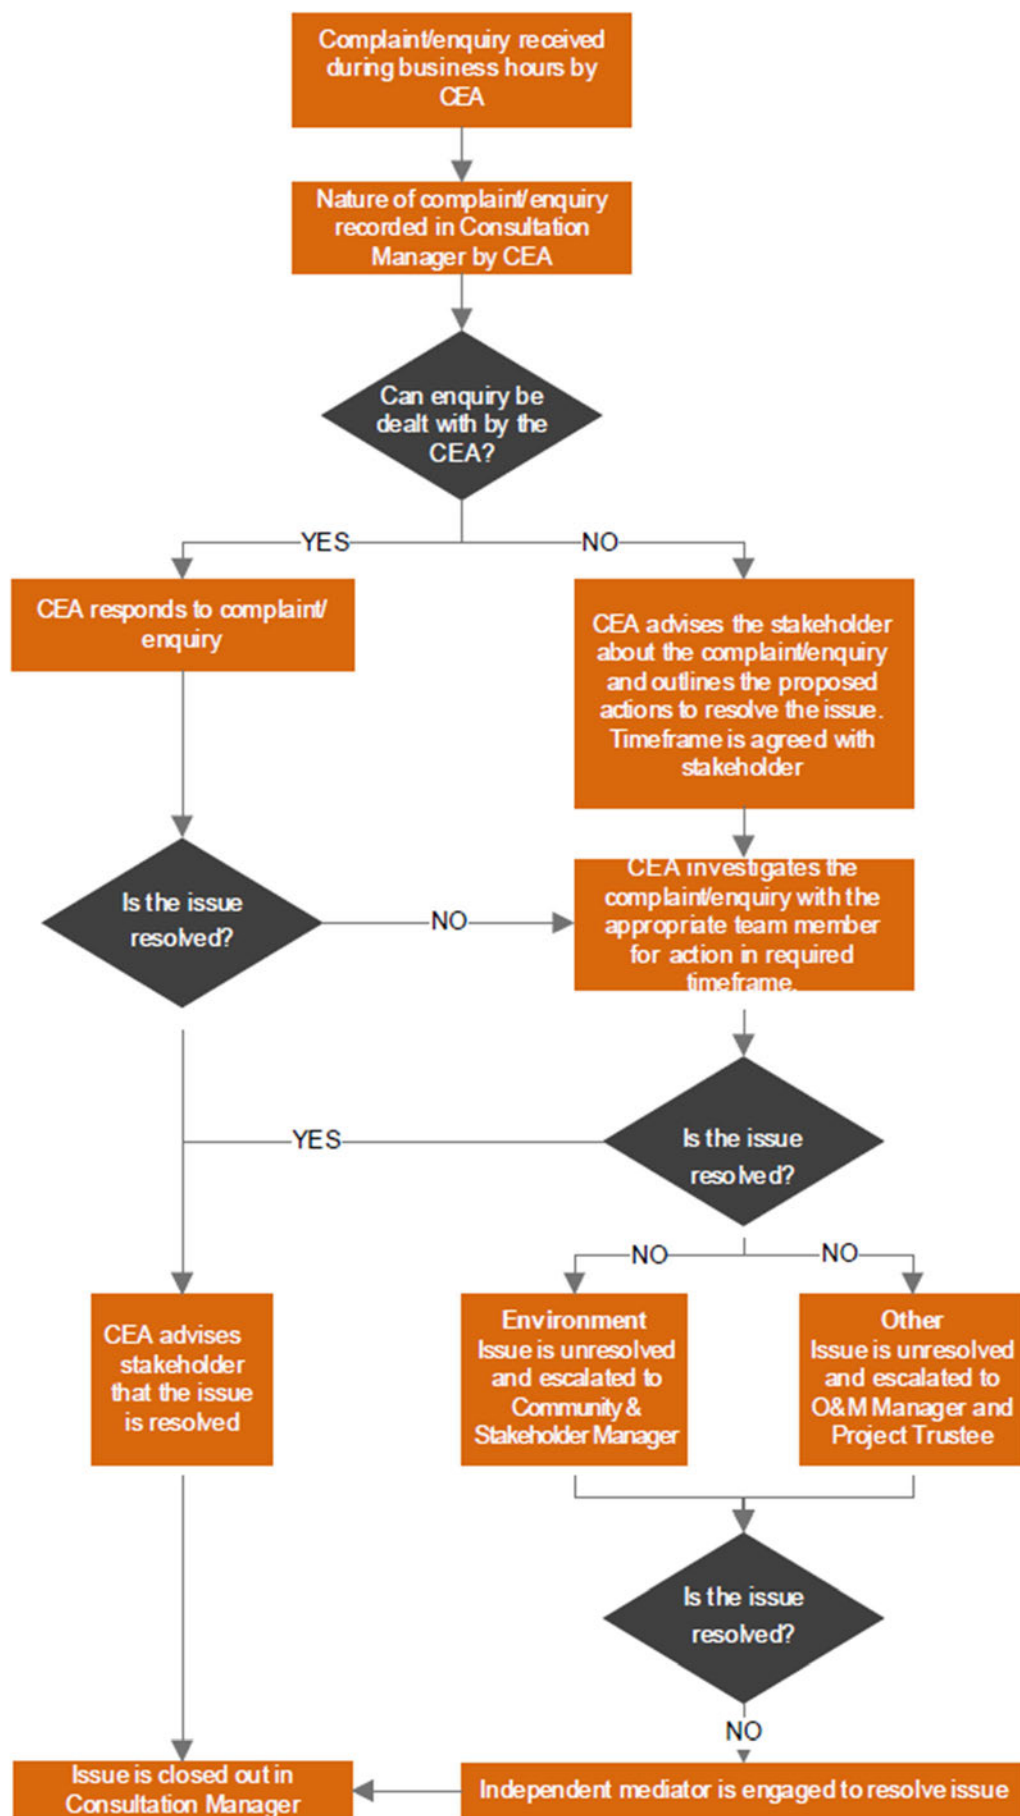 Complaint/enquiry received
during business hours by
CEA
Nature of complaint/enquiry
recorded in Consultation
Manager by CEA
Can enquiry be
dealt with by the
CEA?
YES
NO
CEA responds to complaint/
enquiry
CEA advises the stakeholder
about the complaint/enquiry
and outlines the proposed
actions to resolve the issue.
Timeframe is agreed with
stakeholder
Is the issue
resolved?
NO
CEA investigates the
complaint/enquiry with the
appropriate team member
for action in required
timeframe.
YES
Is the issue
resolved?
NO
NO
CEA advises
stakeholder
that the issue
is resolved
Environment
Issue is unresolved
and escalated to
Community &
Stakeholder Manager
Other
Issue is unresolved
and escalated to
O&M Manager and
Project Trustee
Is the issue
resolved?
NO
Issue is closed out in
Consultation Manager
Independent mediator is engaged to resolve issue